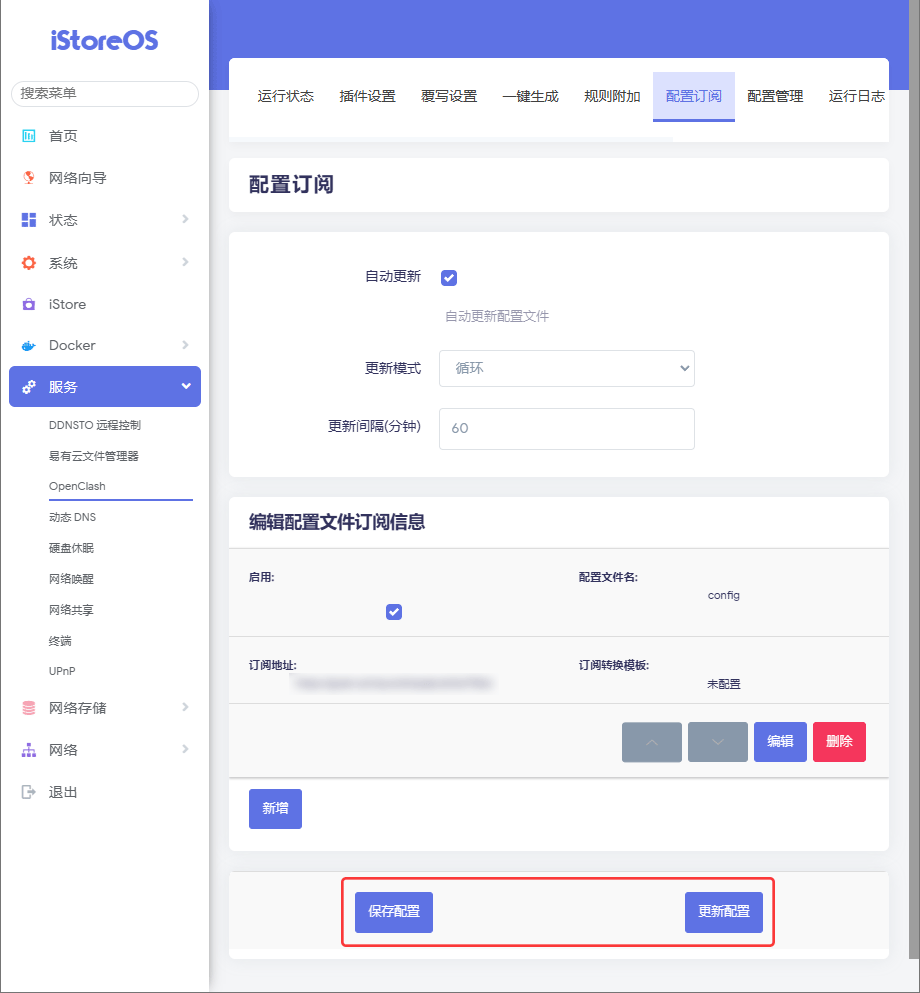 iStoreOS
搜索菜单
首页
网络向导
状态
系统
iStore
Docker
服务
DDNSTO 远程控制
易有云文件管理器
OpenClash
动态 DNS
硬盘休眠
网络唤醒
网络共享
终端
UPnP
网络存储
网络
退出
运行状态 插件设置 覆写设置 一键生成 规则附加 配置订阅 配置管理 运行日志
配置订阅
自动更新
自动更新配置文件
更新模式 循环
更新间隔(分钟) 60
编辑配置文件订阅信息
启用: 配置文件名:
config
订阅地址: 订阅转换模板:
未配置
编辑 删除
新增
保存配置 更新配置